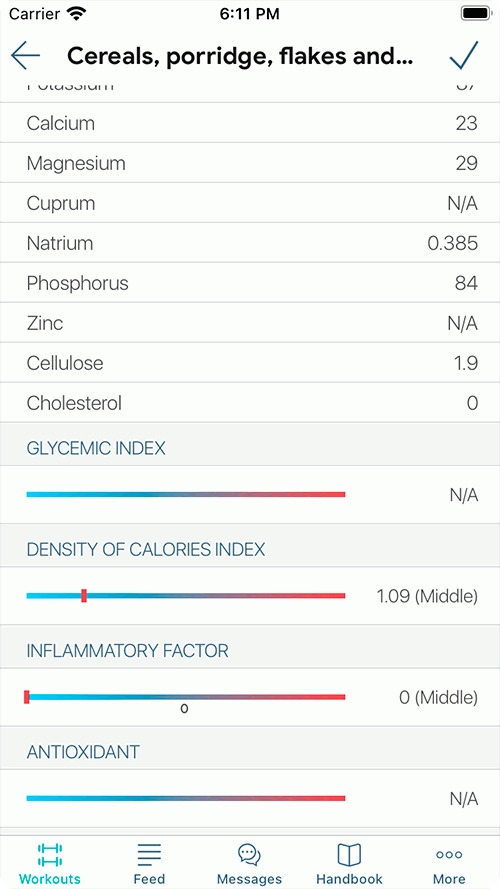 Carrier 6:11 PM
Cereals, porridge, flakes and...
Potassium
Calcium 23
Magnesium 29
Cuprum N/A
Natrium 0.385
Phosphorus 84
Zinc N/A
Cellulose 1.9
Cholesterol 0
GLYCEMIC INDEX
N/A
DENSITY OF CALORIES INDEX
1.09 (Middle)
INFLAMMATORY FACTOR
0 (Middle)
0
ANTIOXIDANT
N/A
Workouts Feed Messages Handbook More